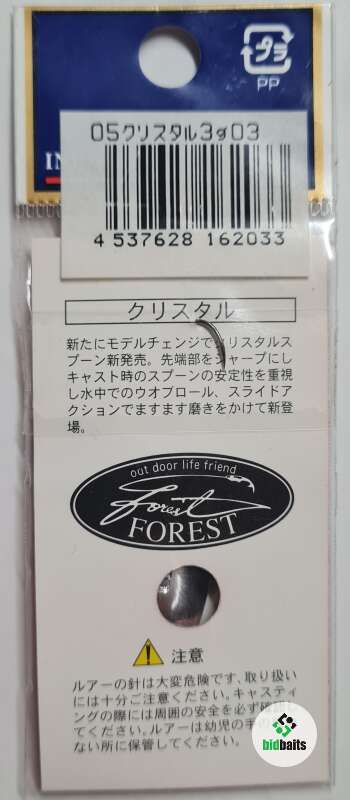 プラ
PP
05クリスタル3g03
IN
4 537628 162033
クリスタル
新たにモデルチェンジでクリスタルス
プーン新発売。先端部をシャープにし
キャスト時のスプーンの安定性を重視
し水中でのウオブロール、スライドア
クションでますます磨きをかけて新登
場。
out door life friend
Forest
FOREST
注意
ルアーの針は大変危険です、取り扱い
には十分ご注意ください。キャスティ
ングの際には周囲の安全を必ず確認し
てください。ルアーは幼児の手の
ない所に保管してください。
bidbaits